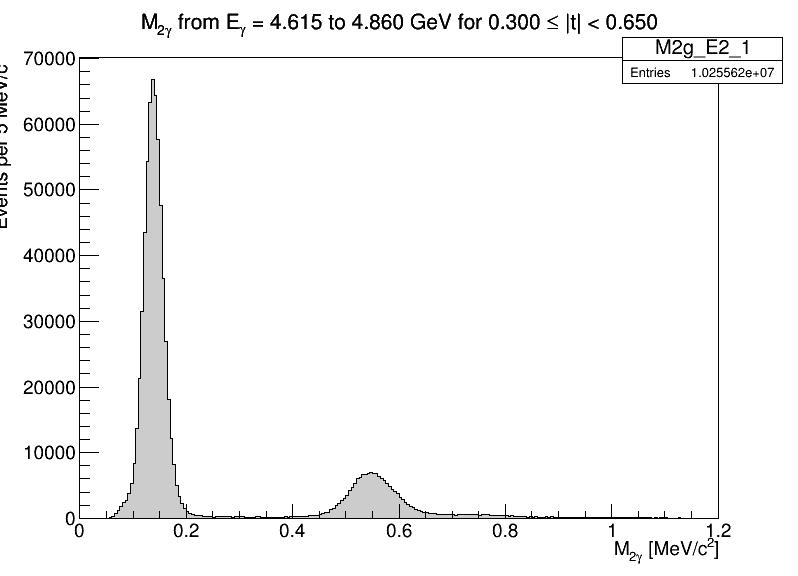 M2γ from Eγ = 4.615 to 4.860 GeV for 0.300 ≤ |t| < 0.650
M2g_E2_1
Entries 1.025562e+07
Events per 5 MeV/c
70000
60000
50000
40000
30000
20000
10000
0
0 0.2 0.4 0.6 0.8 1 1.2
M2γ [MeV/c²]